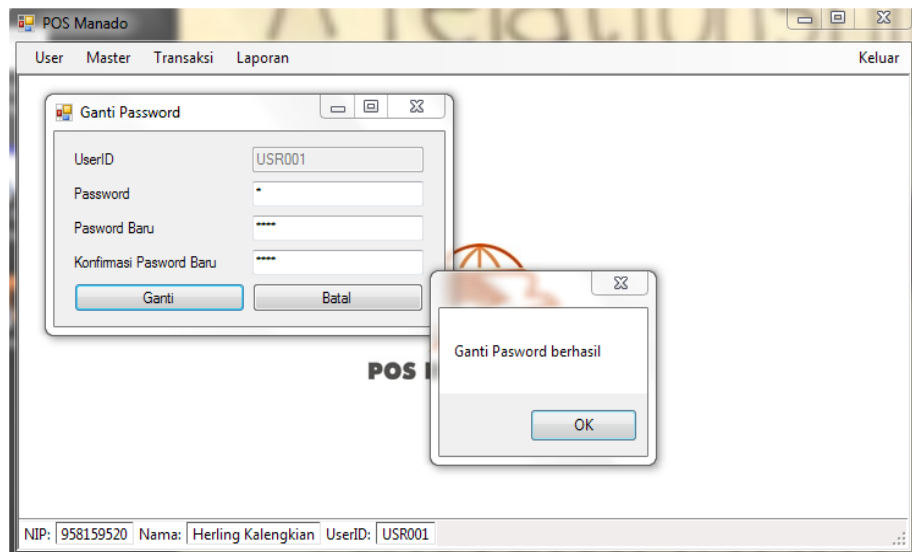 POS Manado
User Master Transaksi Laporan Keluar
Ganti Password
UserID USR001
Password *
Pasword Baru ****
Konfirmasi Pasword Baru ****
Ganti Batal
Ganti Pasword berhasil
OK
POS
NIP: 958159520 Nama: Herling Kalengkian UserID: USR001